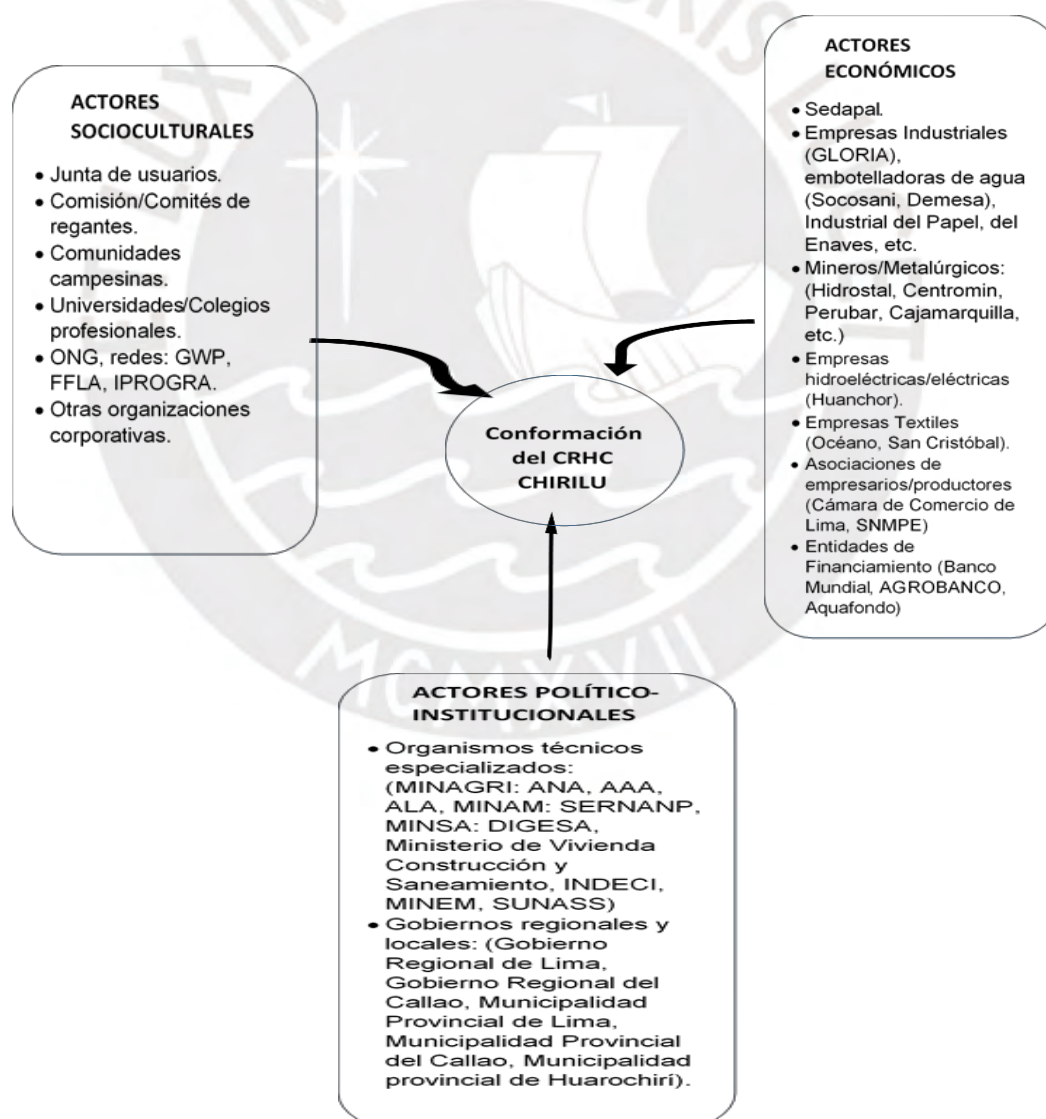 ACTORES
SOCIOCULTURALES
• Junta de usuarios.
• Comisión/Comités de
regantes.
• Comunidades
campesinas.
• Universidades/Colegios
profesionales.
• ONG, redes: GWP,
FFLA, IPROGRA.
• Otras organizaciones
corporativas.
ACTORES
ECONÓMICOS
• Sedapal.
• Empresas Industriales
(GLORIA),
embotelladoras de agua
(Socosani, Demesa),
Industrial del Papel, del
Enaves, etc.
• Mineros/Metalúrgicos:
(Hidrostal, Centromin,
Perubar, Cajamarquilla,
etc.)
• Empresas
hidroeléctricas/eléctricas
(Huanchor).
• Empresas Textiles
(Océano, San Cristóbal).
• Asociaciones de
empresarios/productores
(Cámara de Comercio de
Lima, SNMPE)
• Entidades de
Financiamiento (Banco
Mundial, AGROBANCO,
Aquafondo)
Conformación
del CRHC
CHIRILU
ACTORES POLÍTICO-
INSTITUCIONALES
• Organismos técnicos
especializados:
(MINAGRI: ANA, AAA,
ALA, MINAM: SERNANP,
MINSA: DIGESA,
Ministerio de Vivienda
Construcción y
Saneamiento, INDECI,
MINEM, SUNASS)
• Gobiernos regionales y
locales: (Gobierno
Regional de Lima,
Gobierno Regional del
Callao, Municipalidad
Provincial de Lima,
Municipalidad Provincial
del Callao, Municipalidad
provincial de Huarochirí).
MCMXVII